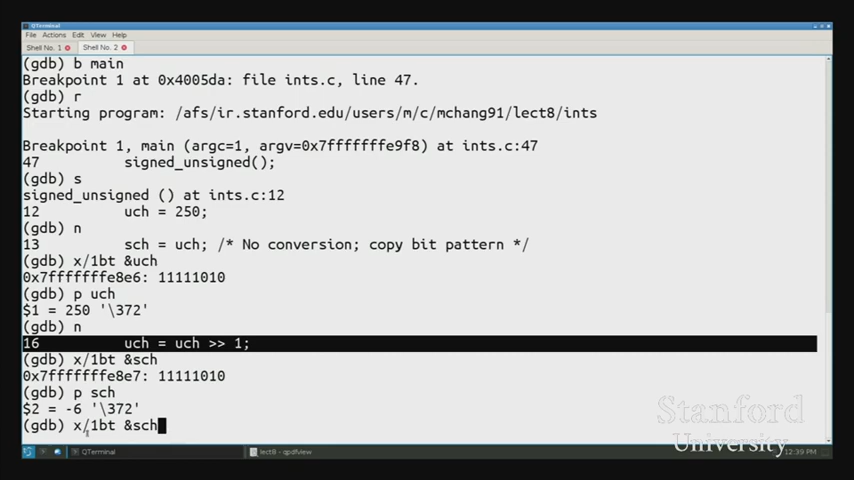 QTerminal
File Actions Edit View Help
Shell No. 1 Shell No. 2
(gdb) b main
Breakpoint 1 at 0x4005da: file ints.c, line 47.
(gdb) r
Starting program: /afs/ir.stanford.edu/users/m/c/mchang91/lect8/ints
Breakpoint 1, main (argc=1, argv=0x7fffffffe9f8) at ints.c:47
47 signed_unsigned();
(gdb) s
signed_unsigned () at ints.c:12
12 uch = 250;
(gdb) n
13 sch = uch; /* No conversion; copy bit pattern */
(gdb) x/1bt &uch
0x7fffffffe8e6: 11111010
(gdb) p uch
$1 = 250 '\372'
(gdb) n
16 uch = uch >> 1;
(gdb) x/1bt &sch
0x7fffffffe8e7: 11111010
(gdb) p sch
$2 = -6 '\372'
(gdb) x/1bt &sch
Stanford
University
QTerminal lect8 - qpdfview 12:39 PM